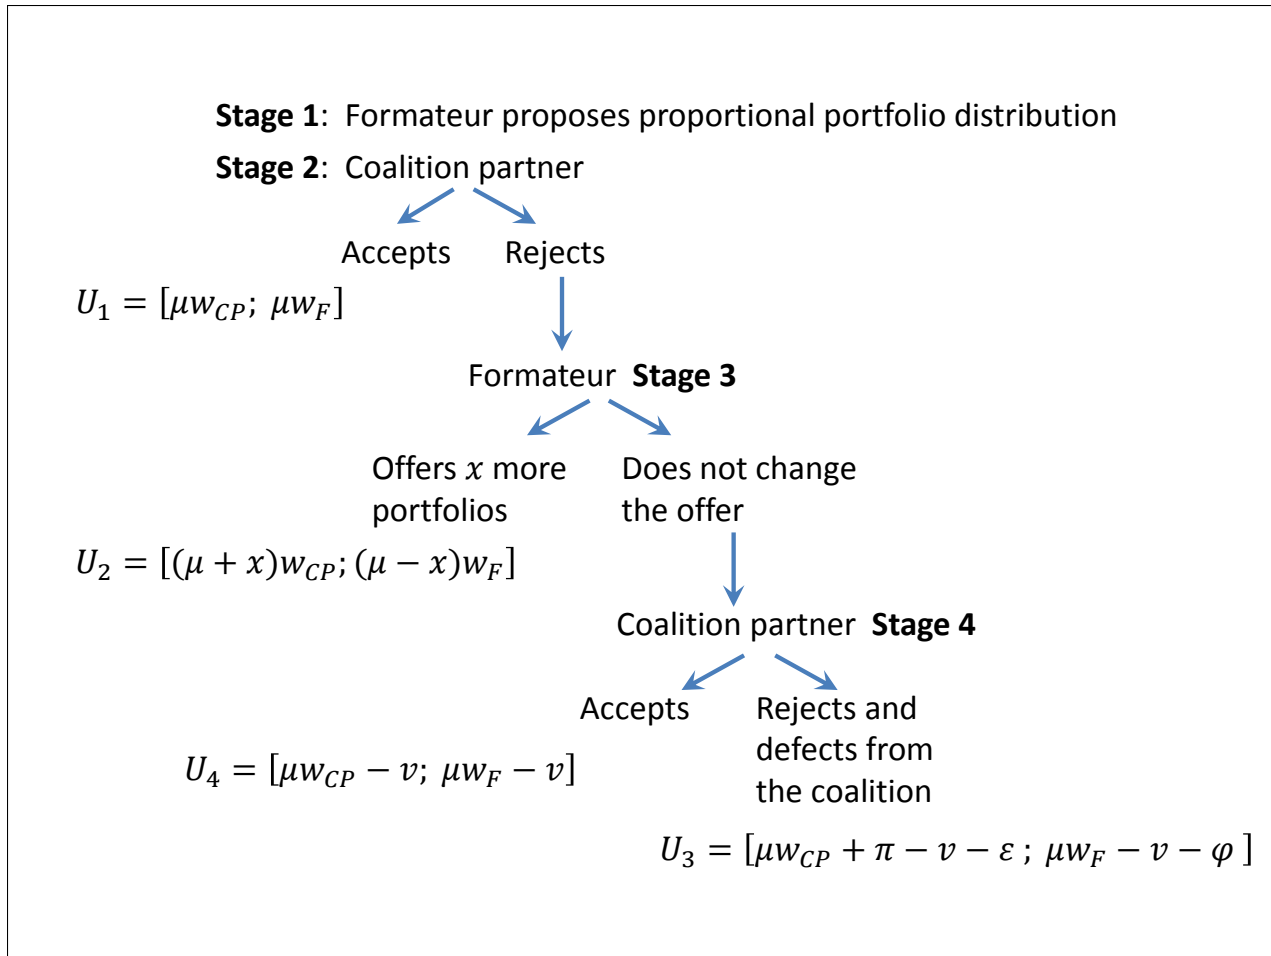 Stage 1: Formateur proposes proportional portfolio distribution
Stage 2: Coalition partner
Accepts Rejects
U₁ = [μw_CP; μw_F]
Formateur Stage 3
Offers x more
portfolios
Does not change
the offer
U₂ = [(μ + x)w_CP; (μ − x)w_F]
Coalition partner Stage 4
Accepts
Rejects and
defects from
the coalition
U₄ = [μw_CP − v; μw_F − v]
U₃ = [μw_CP + π − v − ε ; μw_F − v − φ ]